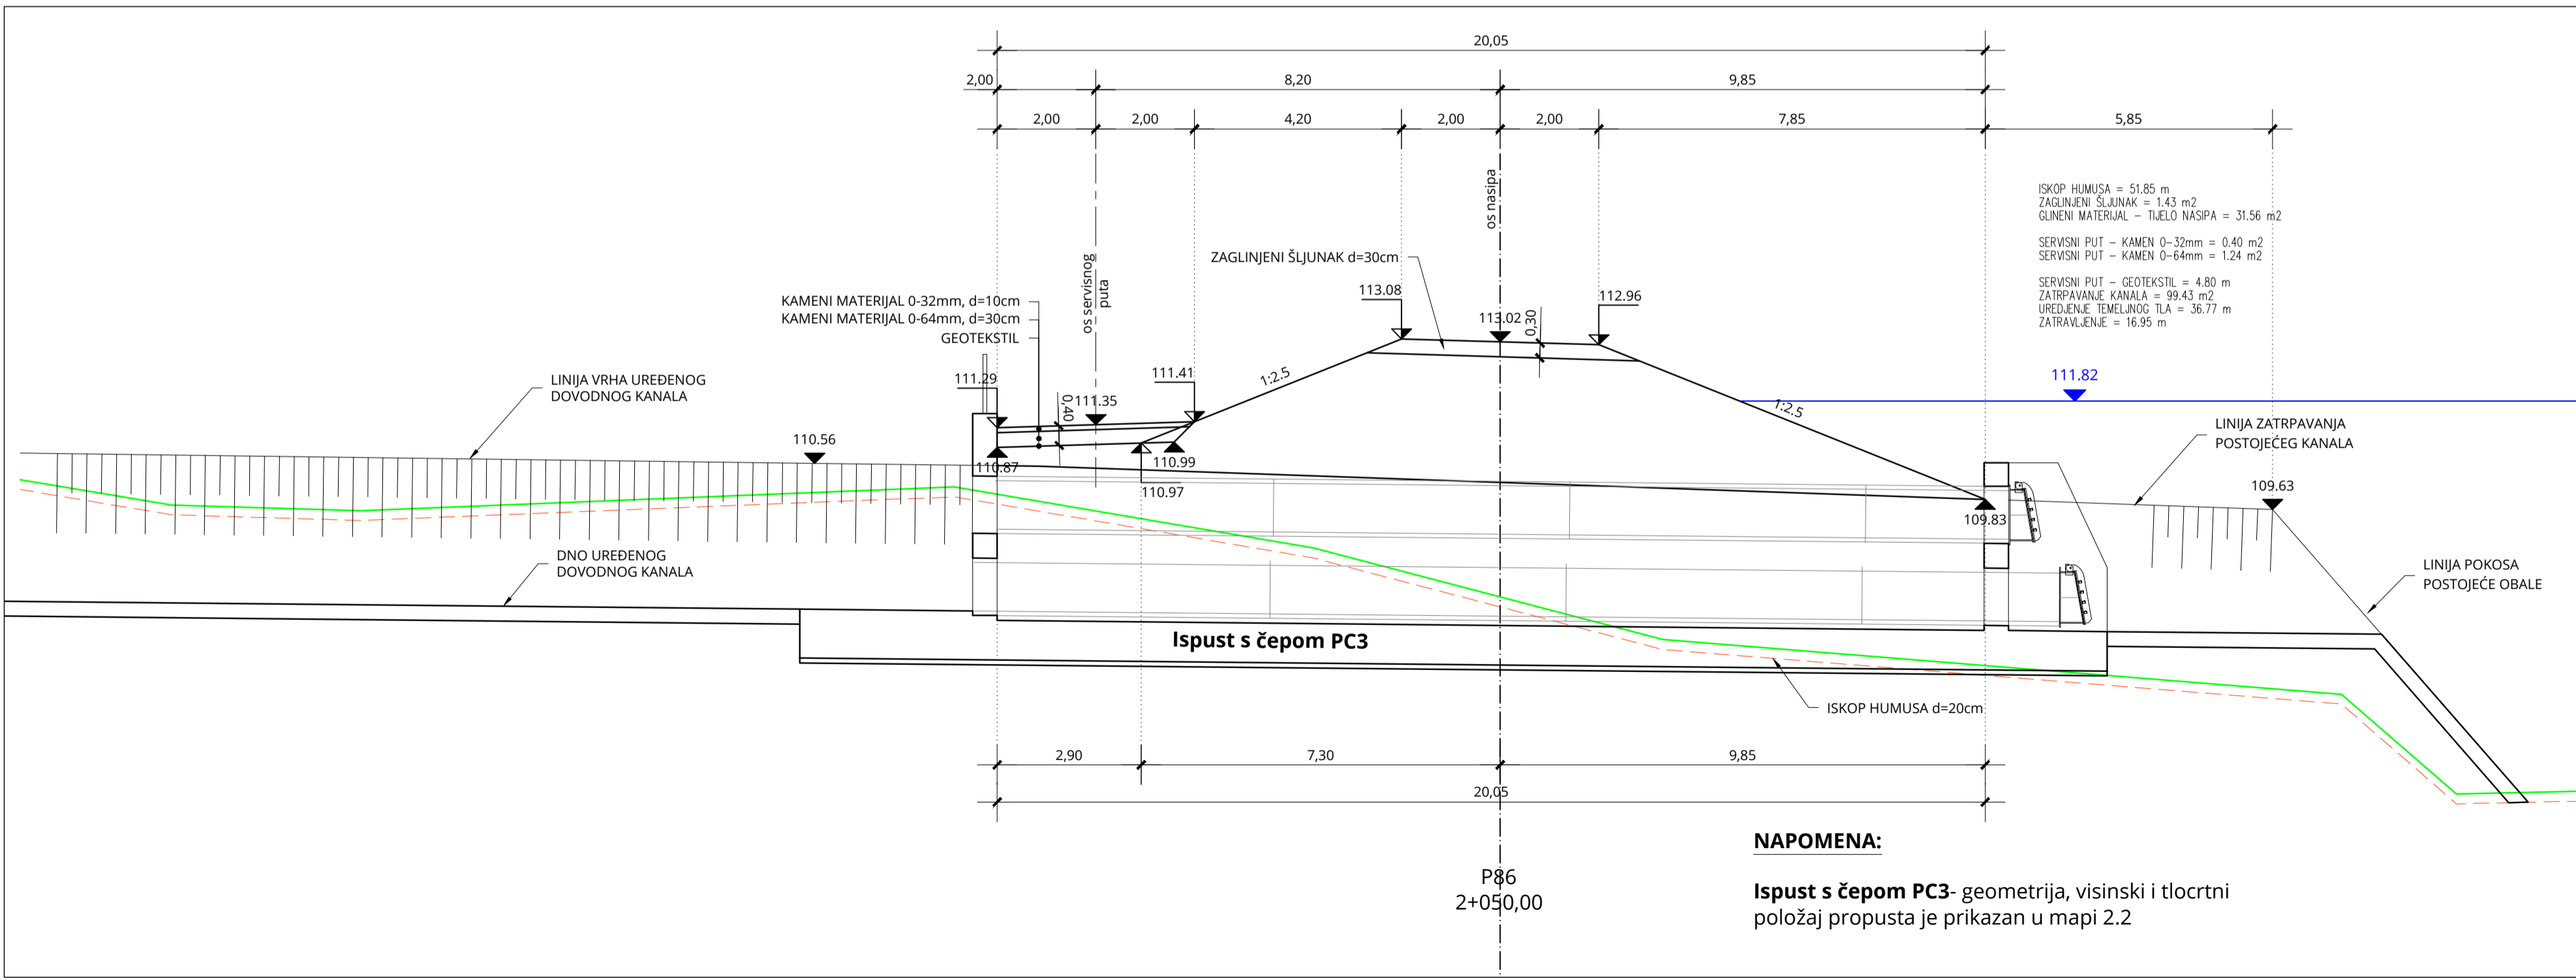 20,05
2,00
8,20
9,85
2,00
2,00
4,20
2,00
2,00
7,85
5,85
os nasipa
os servisnog
puta
ISKOP HUMUSA = 51.85 m
ZAGLINJENI ŠLJUNAK = 1.43 m2
GLINENI MATERIJAL – TIJELO NASIPA = 31.56 m2
SERVISNI PUT – KAMEN 0-32mm = 0.40 m2
SERVISNI PUT – KAMEN 0-64mm = 1.24 m2
SERVISNI PUT – GEOTEKSTIL = 4.80 m
ZATRPAVANJE KANALA = 99.43 m2
UREDJENJE TEMELJNOG TLA = 36.77 m
ZATRAVLJENJE = 16.95 m
ZAGLINJENI ŠLJUNAK d=30cm
113.08
112.96
113.02
0,30
KAMENI MATERIJAL 0-32mm, d=10cm
KAMENI MATERIJAL 0-64mm, d=30cm
GEOTEKSTIL
111.29
111.41
0,40
111.35
1:2.5
1:2.5
111.82
LINIJA VRHA UREĐENOG
DOVODNOG KANALA
110.56
110.87
110.99
110.97
LINIJA ZATRPAVANJA
POSTOJEĆEG KANALA
109.63
109.83
DNO UREĐENOG
DOVODNOG KANALA
LINIJA POKOSA
POSTOJEĆE OBALE
Ispust s čepom PC3
ISKOP HUMUSA d=20cm
2,90
7,30
9,85
20,05
P86
2+050,00
NAPOMENA:
Ispust s čepom PC3- geometrija, visinski i tlocrtni
položaj propusta je prikazan u mapi 2.2